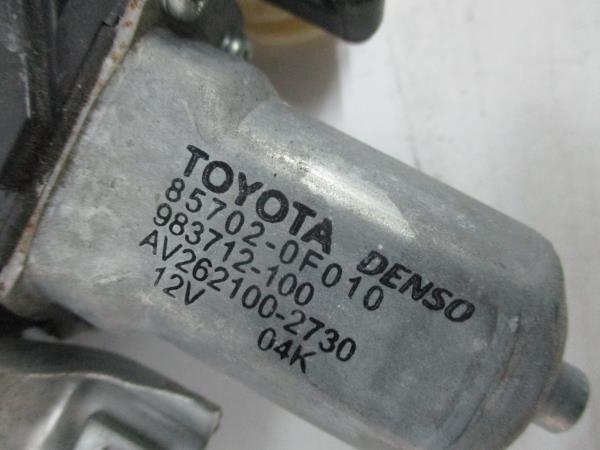 TOYOTA DENSO
85702-0F010
983712-100
AV262100-2730
12V 04K